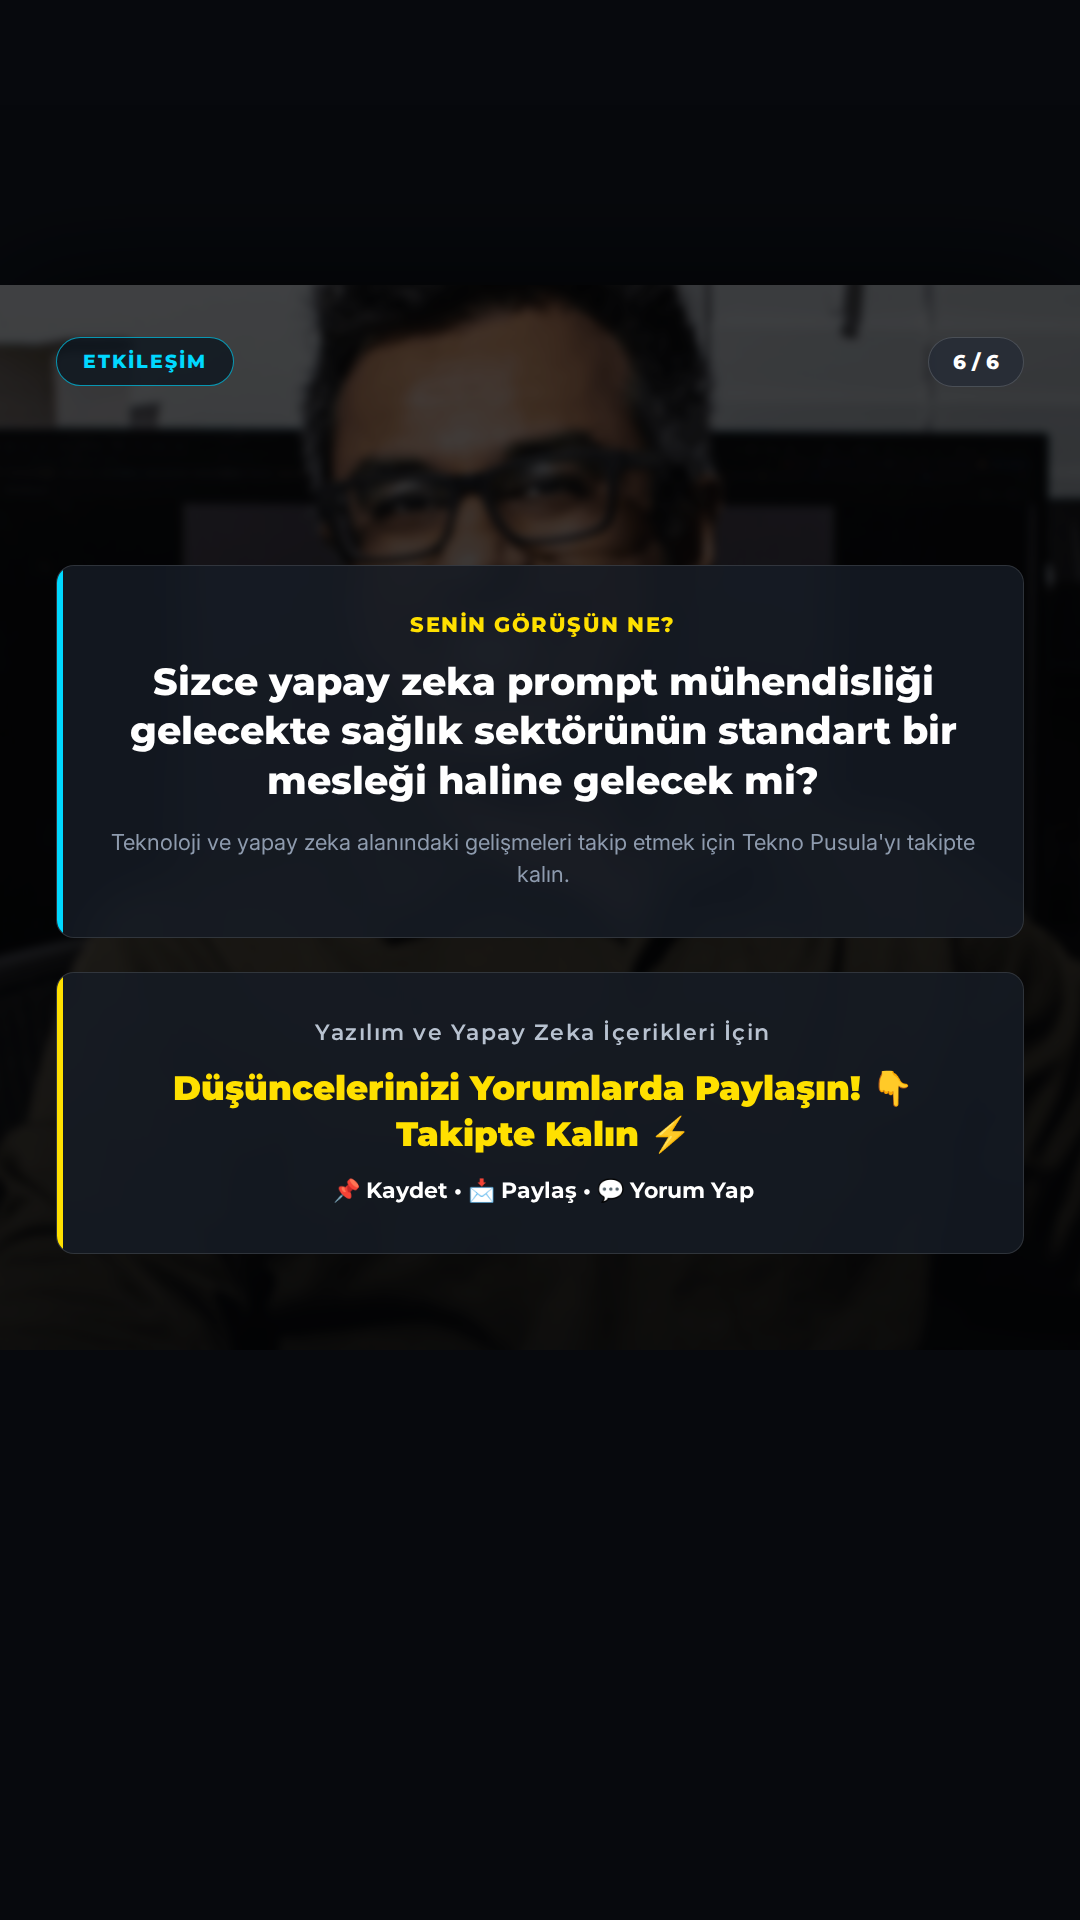 ETKİLEŞİM
6 / 6
SENİN GÖRÜŞÜN NE?
Sizce yapay zeka prompt mühendisliği
gelecekte sağlık sektörünün standart bir
mesleği haline gelecek mi?
Teknoloji ve yapay zeka alanındaki gelişmeleri takip etmek için Tekno Pusula'yı takipte
kalın.
Yazılım ve Yapay Zeka İçerikleri İçin
Düşüncelerinizi Yorumlarda Paylaşın! 👇
Takipte Kalın ⚡
📌 Kaydet • 📩 Paylaş • 💬 Yorum Yap